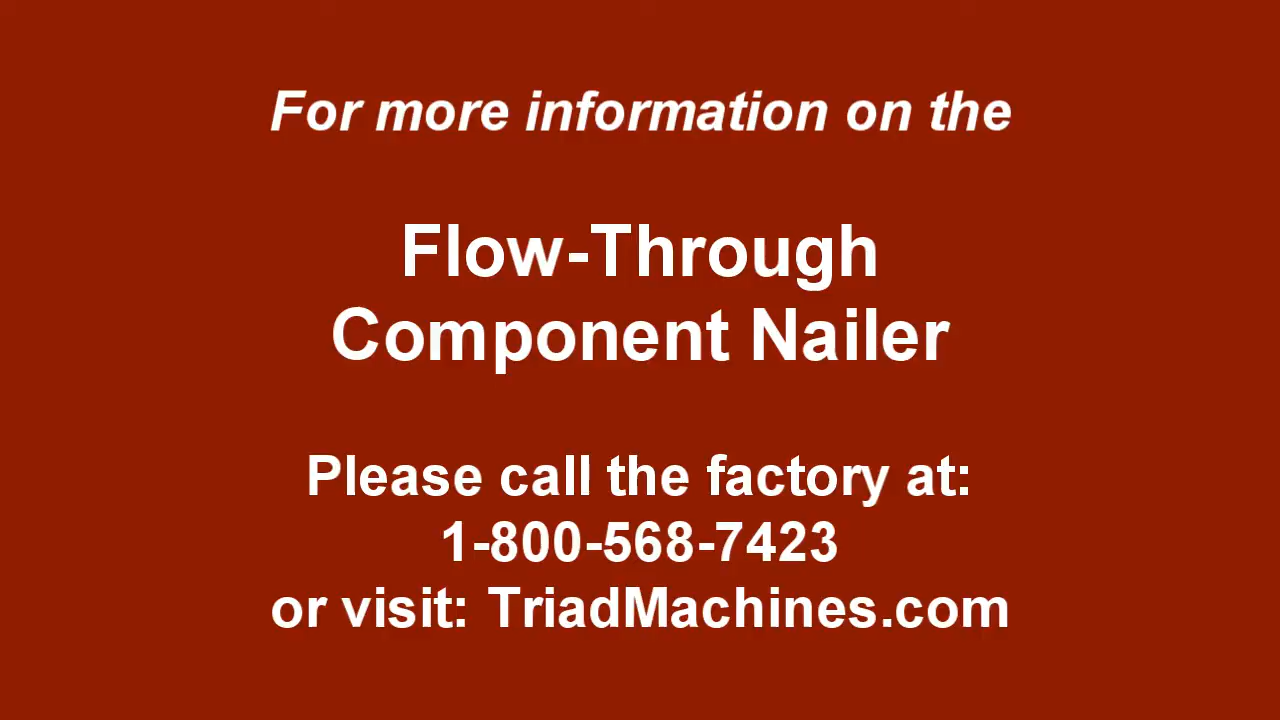 For more information on the
Flow-Through
Component Nailer
Please call the factory at:
1-800-568-7423
or visit: TriadMachines.com